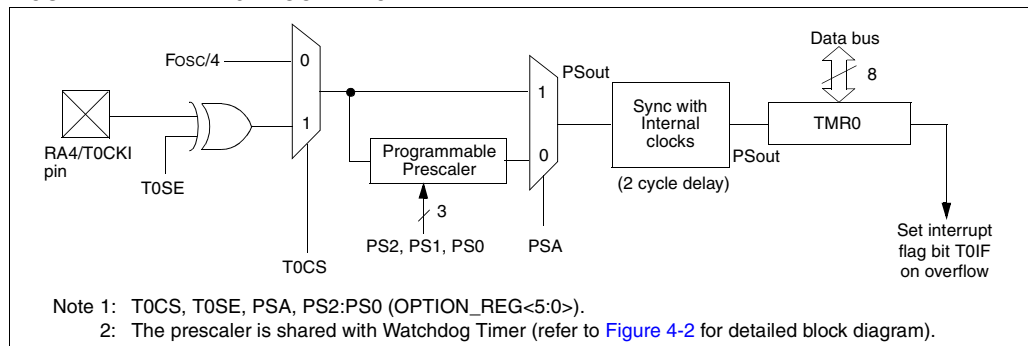 FOSC/4
0
1
RA4/T0CKI
pin
T0SE
T0CS
Programmable
Prescaler
3
PS2, PS1, PS0
PSout
1
0
PSA
Sync with
Internal
clocks
(2 cycle delay)
PSout
Data bus
8
TMR0
Set interrupt
flag bit T0IF
on overflow
Note 1: T0CS, T0SE, PSA, PS2:PS0 (OPTION_REG<5:0>).
2: The prescaler is shared with Watchdog Timer (refer to Figure 4-2 for detailed block diagram).